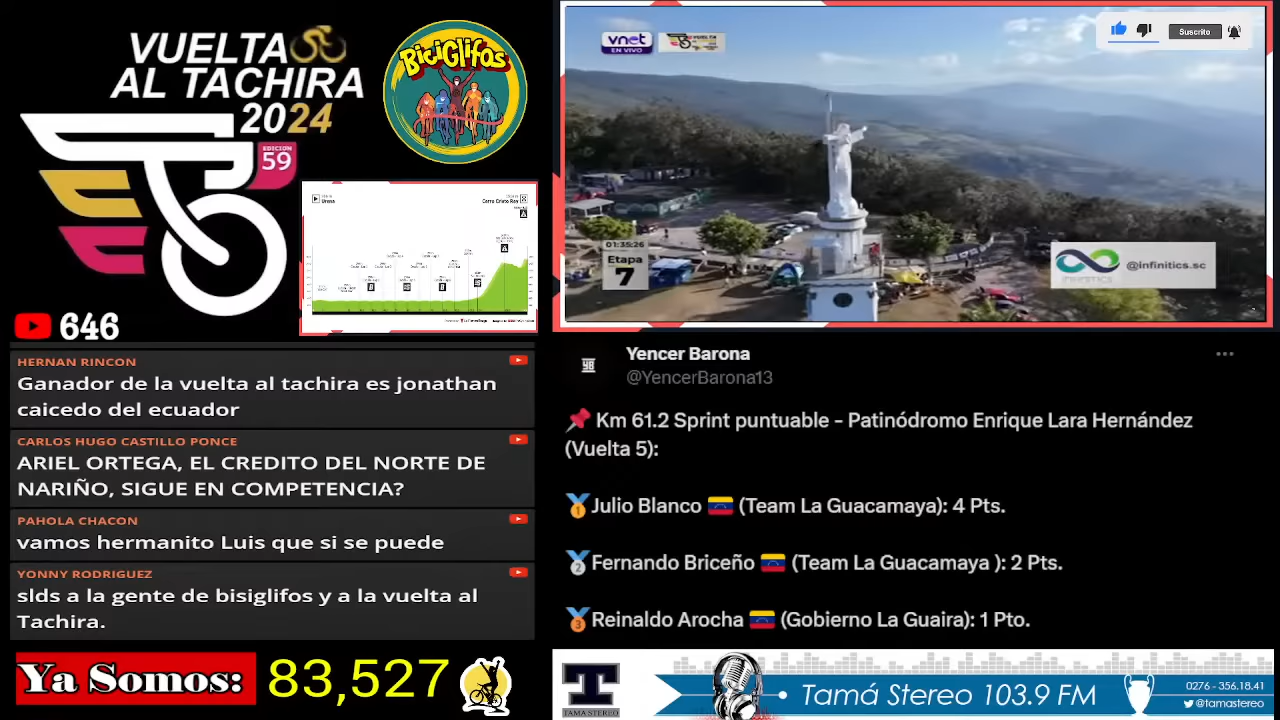 VUELTA
AL TACHIRA
2024
EDICION
59
BiciGlifos
646
Cerro Cristo Rey
HERNAN RINCON
Ganador de la vuelta al tachira es jonathan
caicedo del ecuador
CARLOS HUGO CASTILLO PONCE
ARIEL ORTEGA, EL CREDITO DEL NORTE DE
NARIÑO, SIGUE EN COMPETENCIA?
PAHOLA CHACON
vamos hermanito Luis que si se puede
YONNY RODRIGUEZ
slds a la gente de bisiglifos y a la vuelta al
Tachira.
Ya Somos: 83,527
vnet
EN VIVO
Suscrito
01:35:26
Etapa
7
INFINITICS
@infinitics.sc
YB
Yencer Barona
@YencerBarona13
📌 Km 61.2 Sprint puntuable - Patinódromo Enrique Lara Hernández
(Vuelta 5):
🥇Julio Blanco 🇻🇪 (Team La Guacamaya): 4 Pts.
🥈Fernando Briceño 🇻🇪 (Team La Guacamaya ): 2 Pts.
🥉Reinaldo Arocha 🇻🇪 (Gobierno La Guaira): 1 Pto.
T
TAMA STEREO
Tamá Stereo 103.9 FM
0276 - 356.18.41
@tamastereo